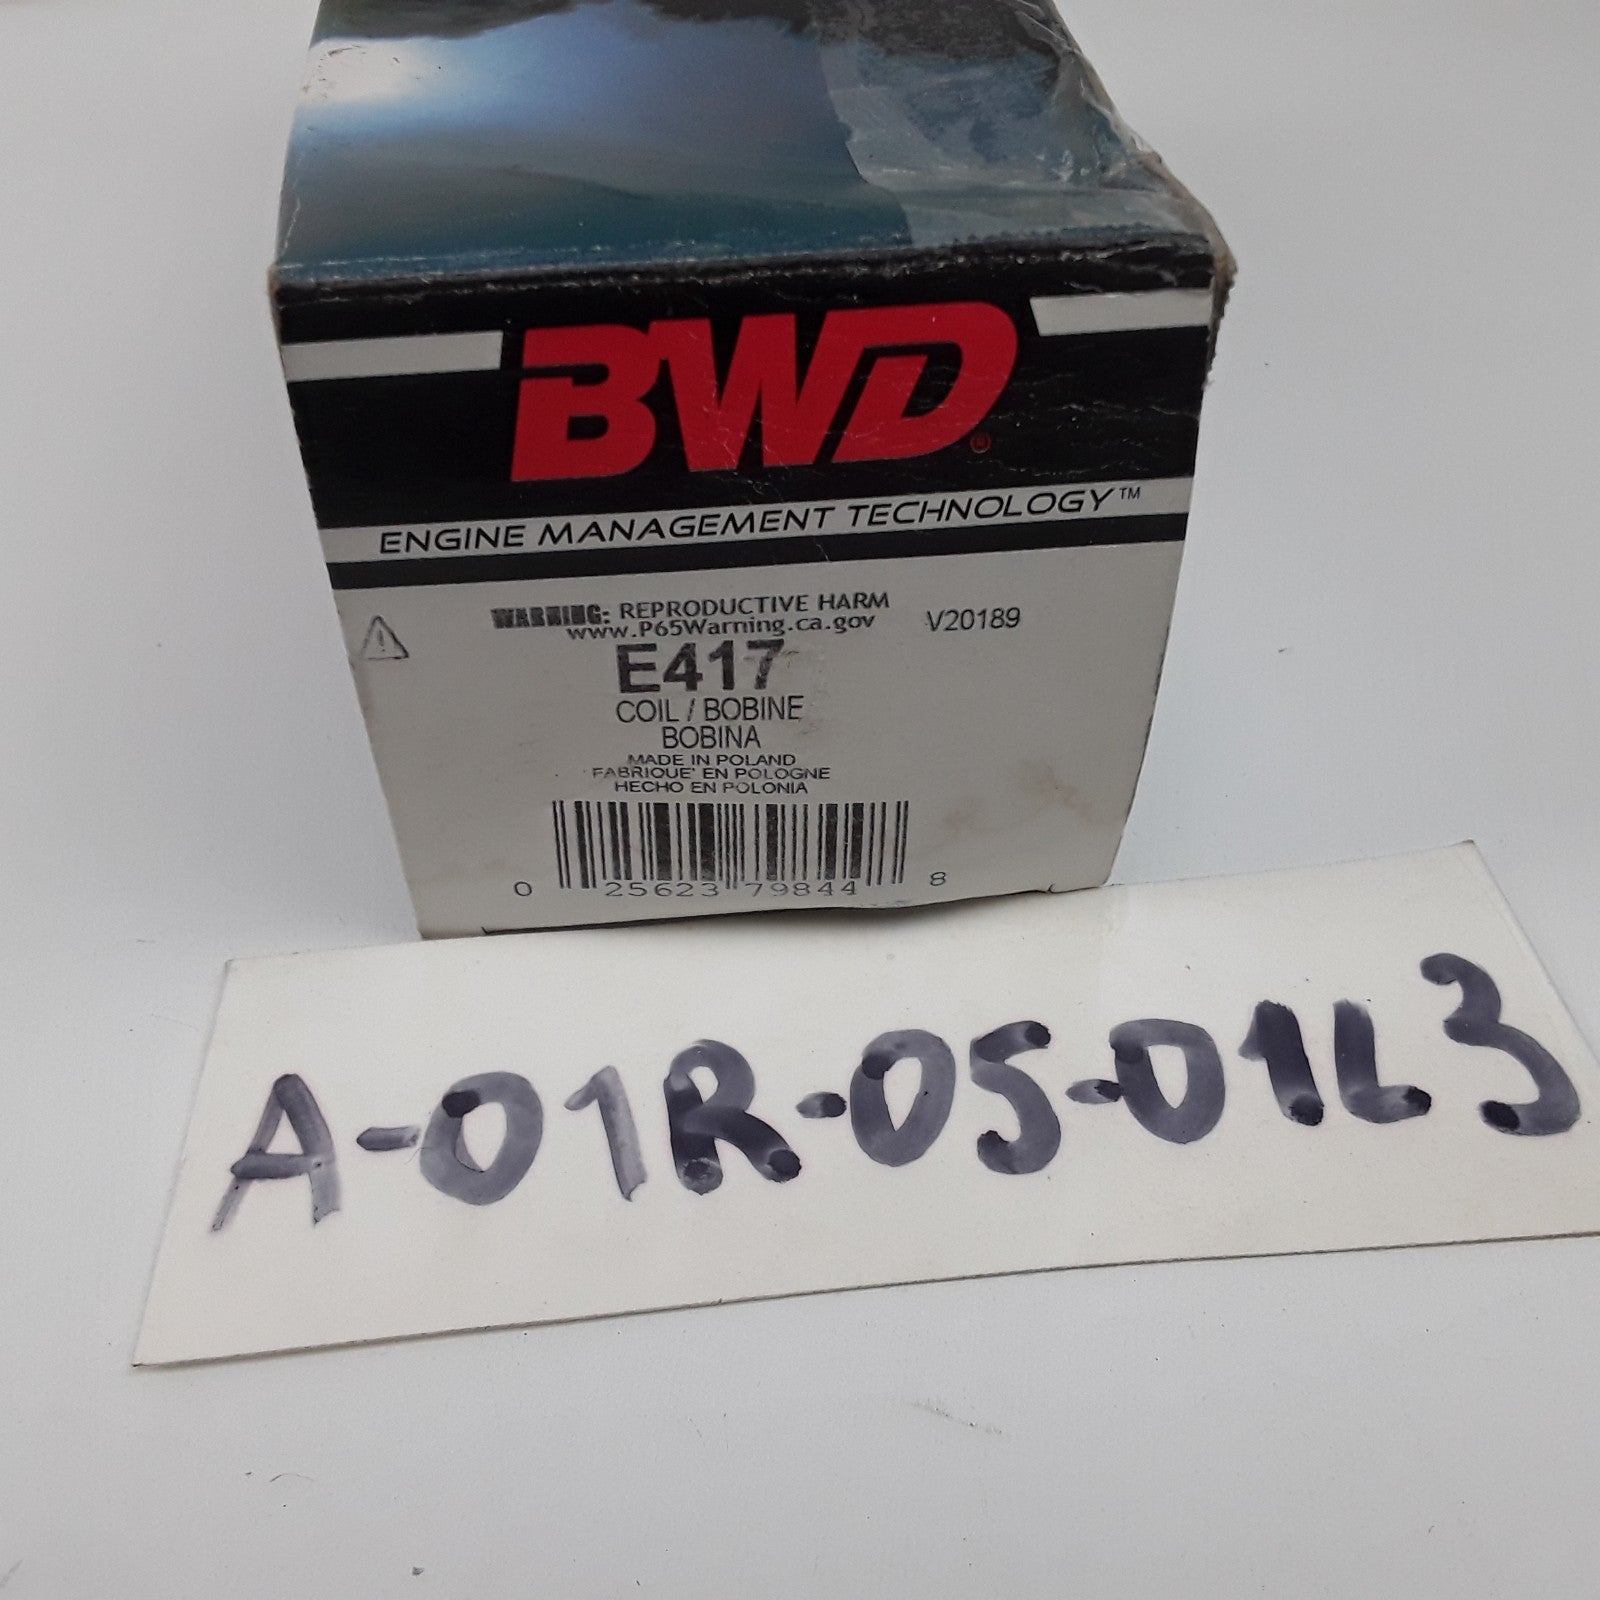 BWD®
ENGINE MANAGEMENT TECHNOLOGY™
WARNING: REPRODUCTIVE HARM
www.P65Warning.ca.gov
V20189
E417
COIL / BOBINE
BOBINA
MADE IN POLAND
FABRIQUE' EN POLOGNE
HECHO EN POLONIA
0 25623 79844 8
A-01R-05-01L3